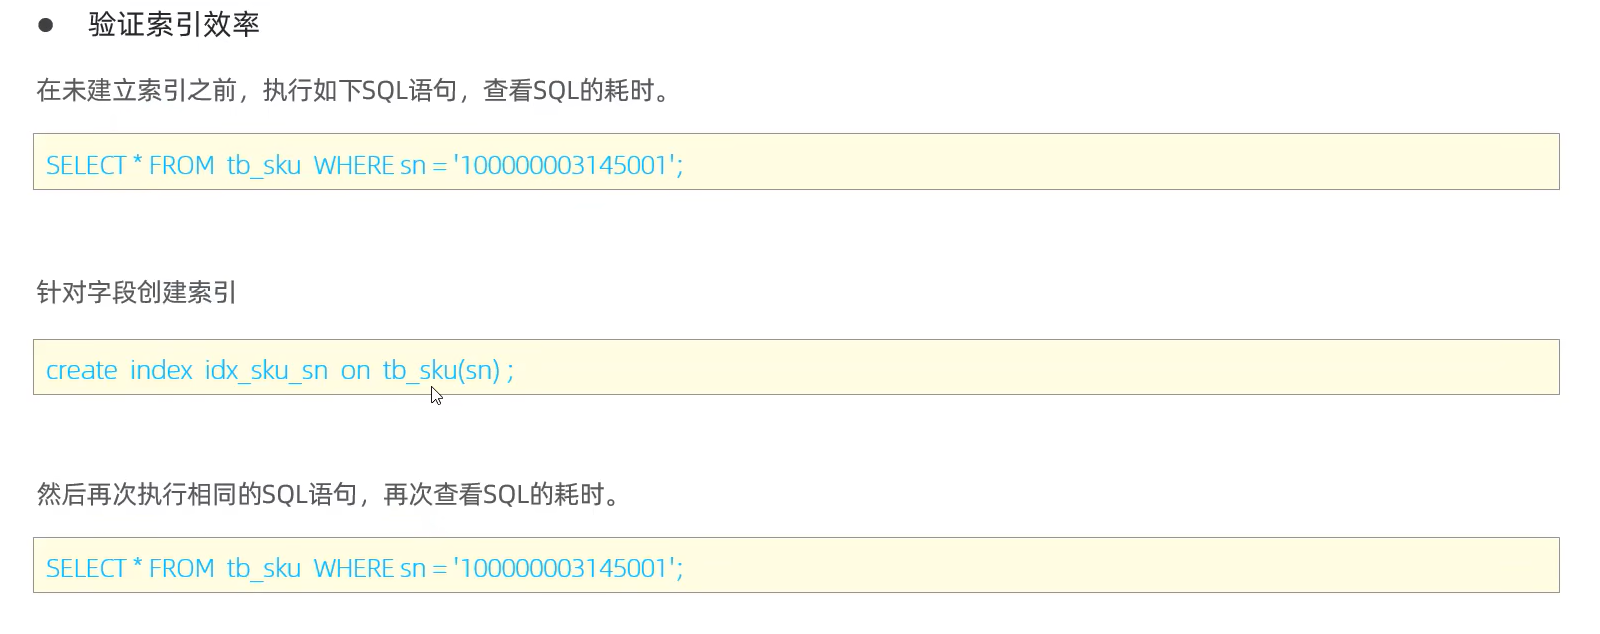 ● 验证索引效率
在未建立索引之前，执行如下SQL语句，查看SQL的耗时。
SELECT * FROM tb_sku WHERE sn = '100000003145001';
针对字段创建索引
create index idx_sku_sn on tb_sku(sn) ;
然后再次执行相同的SQL语句，再次查看SQL的耗时。
SELECT * FROM tb_sku WHERE sn = '100000003145001';